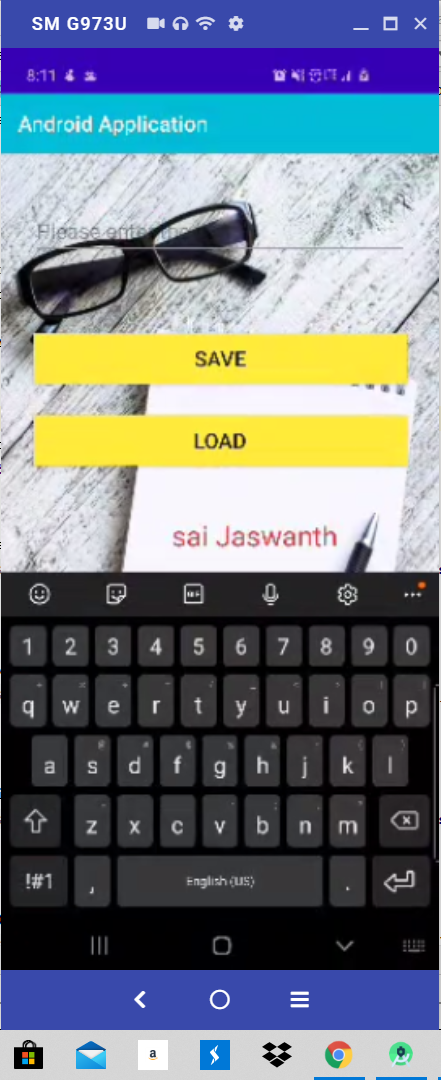 SM G973U
8:11
Android Application
Please enter
SAVE
LOAD
sai Jaswanth
GIF
1 2 3 4 5 6 7 8 9 0
q w e r t y u i o p
a s d f g h j k l
z x c v b n m
!#1 , English (US) .
a